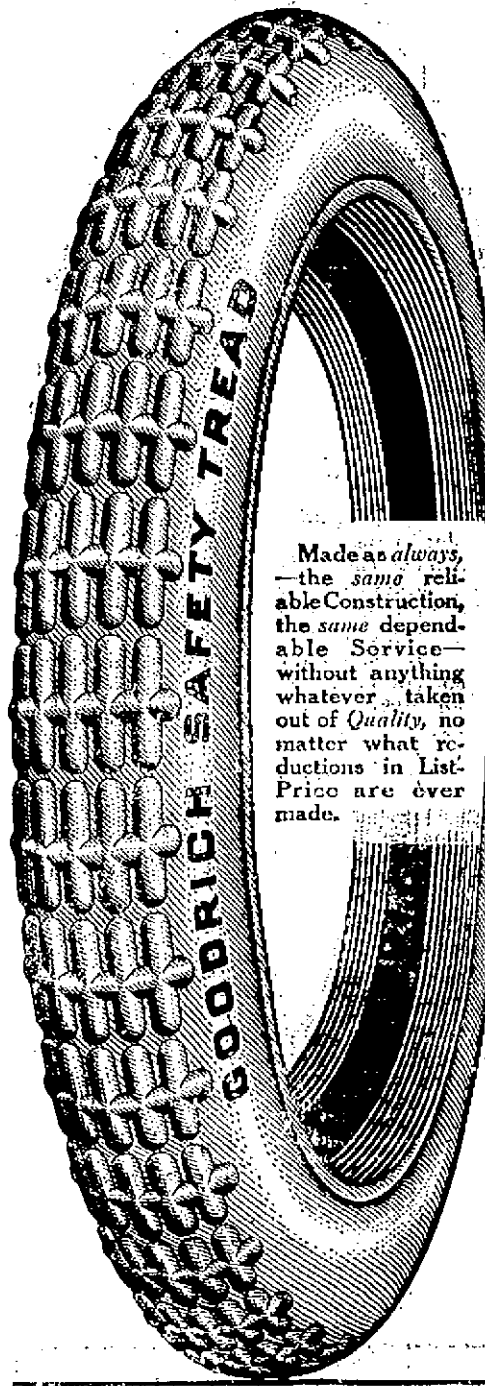 GOODRICH SAFETY TREAD
Made as always,
—the same reli-
able Construction,
the same depend-
able Service—
without anything
whatever taken
out of Quality, no
matter what re-
ductions in List-
Price are ever
made.